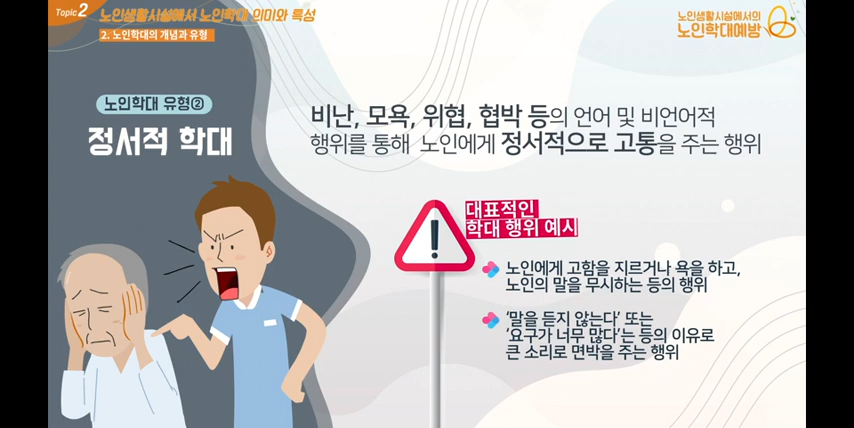 Topic 2
노인생활시설에서 노인학대 의미와 특성
2. 노인학대의 개념과 유형
노인생활시설에서의
노인학대예방
노인학대 유형②
정서적 학대
비난, 모욕, 위협, 협박 등의 언어 및 비언어적
행위를 통해 노인에게 정서적으로 고통을 주는 행위
대표적인
학대 행위 예시
노인에게 고함을 지르거나 욕을 하고,
노인의 말을 무시하는 등의 행위
'말을 듣지 않는다' 또는
'요구가 너무 많다'는 등의 이유로
큰 소리로 면박을 주는 행위